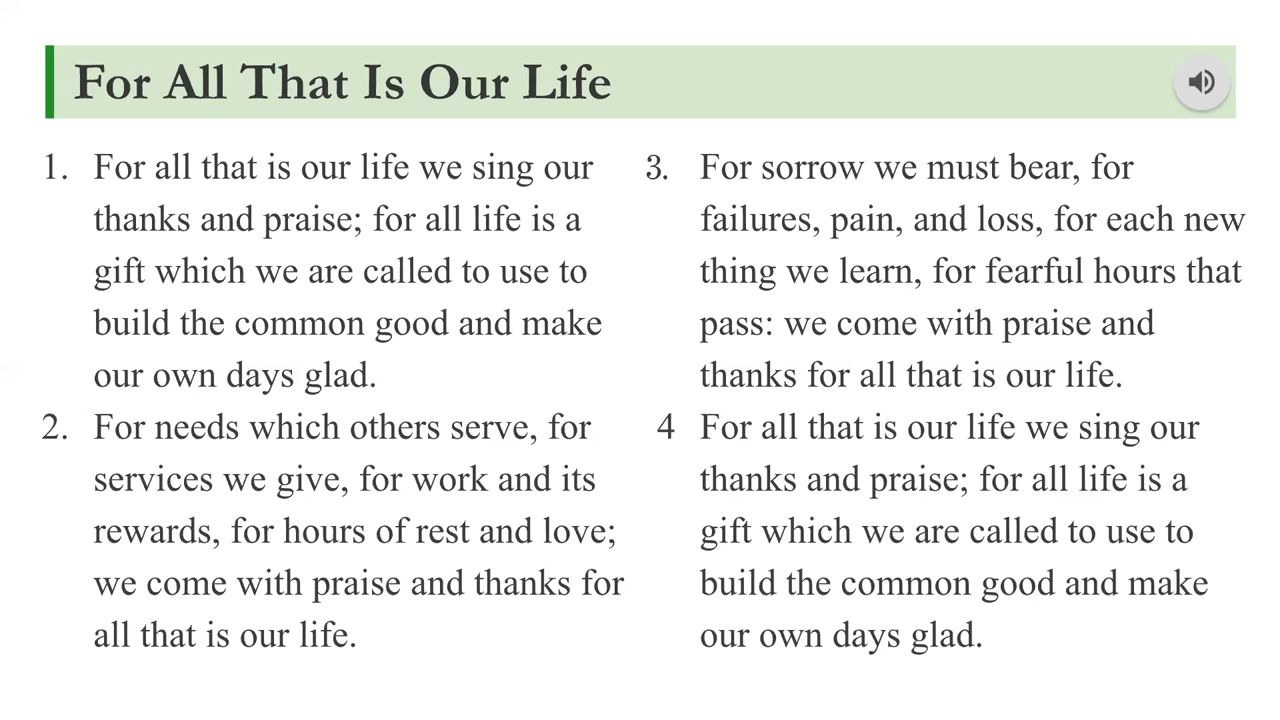 For All That Is Our Life
1. For all that is our life we sing our
thanks and praise; for all life is a
gift which we are called to use to
build the common good and make
our own days glad.
2. For needs which others serve, for
services we give, for work and its
rewards, for hours of rest and love;
we come with praise and thanks for
all that is our life.
3. For sorrow we must bear, for
failures, pain, and loss, for each new
thing we learn, for fearful hours that
pass: we come with praise and
thanks for all that is our life.
4 For all that is our life we sing our
thanks and praise; for all life is a
gift which we are called to use to
build the common good and make
our own days glad.